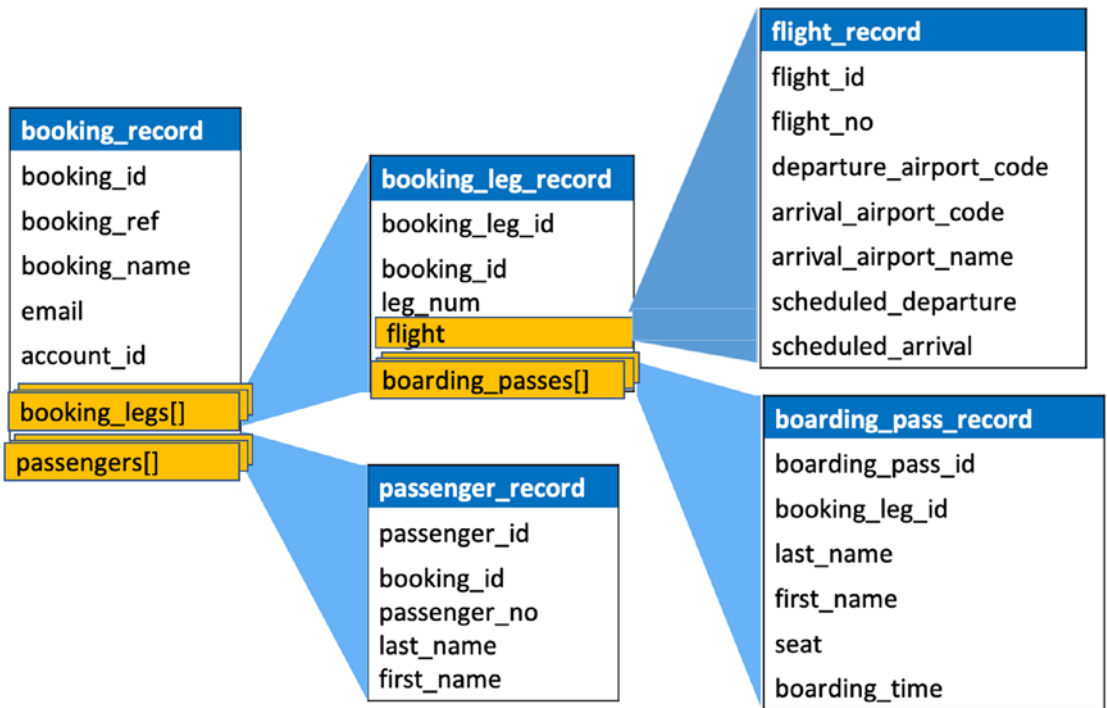 booking_record
booking_id
booking_ref
booking_name
email
account_id
booking_legs[]
passengers[]
booking_leg_record
booking_leg_id
booking_id
leg_num
flight
boarding_passes[]
passenger_record
passenger_id
booking_id
passenger_no
last_name
first_name
flight_record
flight_id
flight_no
departure_airport_code
arrival_airport_code
arrival_airport_name
scheduled_departure
scheduled_arrival
boarding_pass_record
boarding_pass_id
booking_leg_id
last_name
first_name
seat
boarding_time